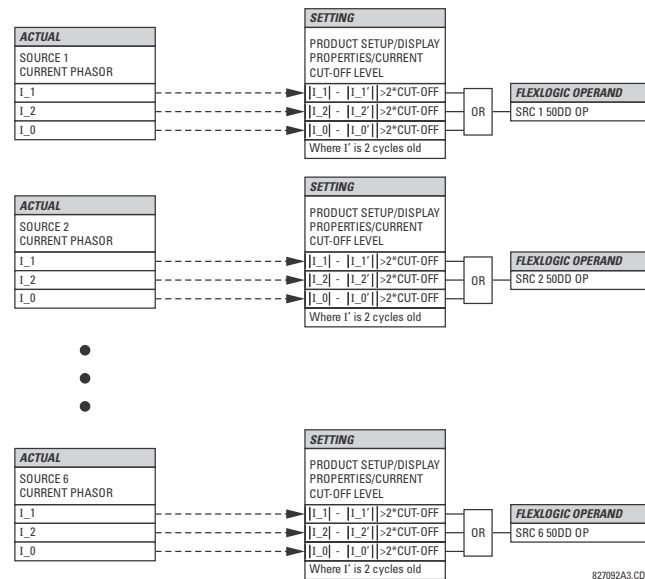 SETTING
ACTUAL
PRODUCT SETUP/DISPLAY
SOURCE 1
PROPERTIES/CURRENT
CURRENT PHASOR
CUT-OFF LEVEL
I_1
||I_1| - |I_1′||>2*CUT-OFF
FLEXLOGIC OPERAND
I_2
||I_2| - |I_2′||>2*CUT-OFF
OR
SRC 1 50DD OP
I_0
||I_0| - |I_0′||>2*CUT-OFF
Where I′ is 2 cycles old
SETTING
ACTUAL
PRODUCT SETUP/DISPLAY
SOURCE 2
PROPERTIES/CURRENT
CURRENT PHASOR
CUT-OFF LEVEL
I_1
||I_1| - |I_1′||>2*CUT-OFF
FLEXLOGIC OPERAND
I_2
||I_2| - |I_2′||>2*CUT-OFF
OR
SRC 2 50DD OP
I_0
||I_0| - |I_0′||>2*CUT-OFF
Where I′ is 2 cycles old
SETTING
ACTUAL
PRODUCT SETUP/DISPLAY
SOURCE 6
PROPERTIES/CURRENT
CURRENT PHASOR
CUT-OFF LEVEL
I_1
||I_1| - |I_1′||>2*CUT-OFF
FLEXLOGIC OPERAND
I_2
||I_2| - |I_2′||>2*CUT-OFF
OR
SRC 6 50DD OP
I_0
||I_0| - |I_0′||>2*CUT-OFF
Where I′ is 2 cycles old
827092A3.CD